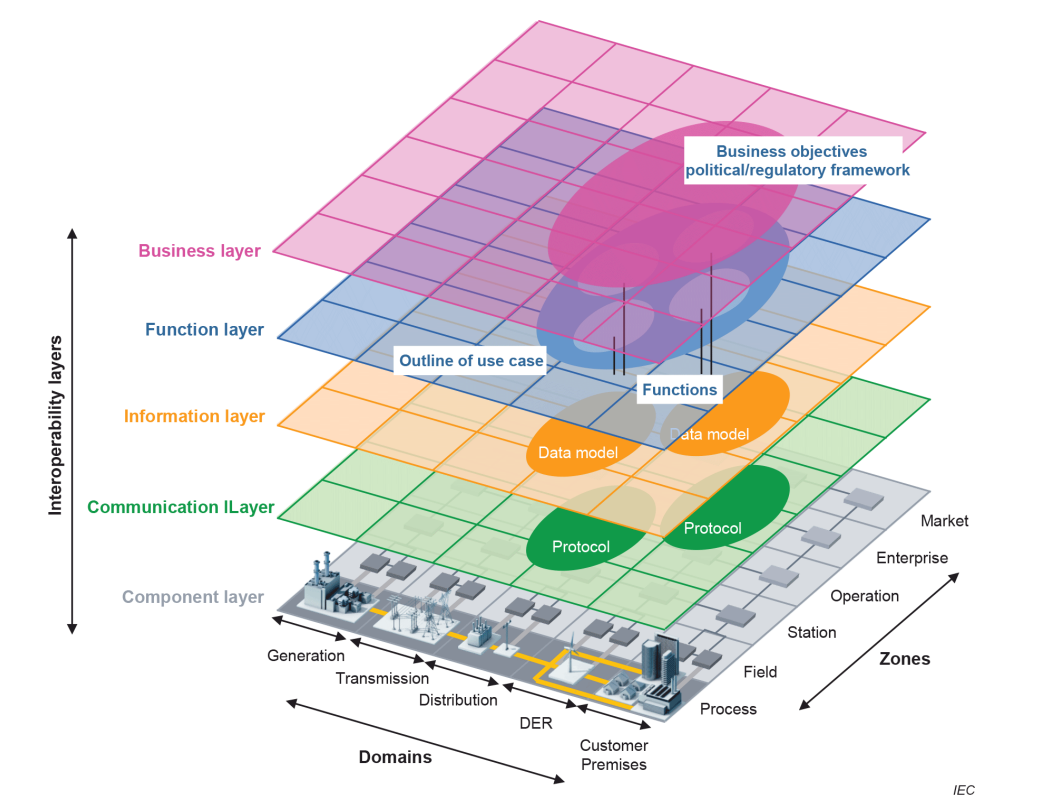 Business objectives
political/regulatory framework
Business layer
Function layer
Outline of use case
Functions
Information layer
Data model
Data model
Communication lLayer
Protocol
Protocol
Component layer
Interoperability layers
Market
Enterprise
Operation
Station
Field
Process
Zones
Generation
Transmission
Distribution
DER
Customer
Premises
Domains
IEC